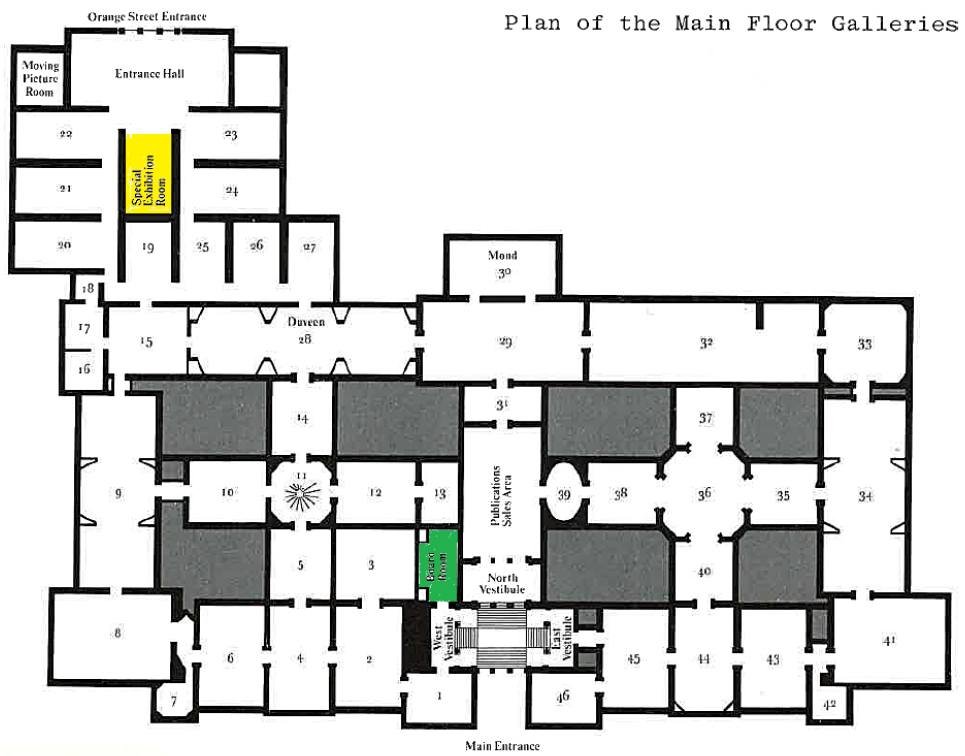 Orange Street Entrance
Plan of the Main Floor Galleries
Moving
Picture
Room
Entrance Hall
22
23
Special
Exhibition
Room
21
24
20
19
25
26
27
Mond
30
18
17
15
Duveen
28
29
32
33
16
31
14
37
9
10
11
12
13
Publications
Sales Area
39
38
36
35
34
5
3
Board
Room
North
Vestibule
40
8
6
4
2
West
Vestibule
East
Vestibule
45
44
43
41
7
1
46
42
Main Entrance